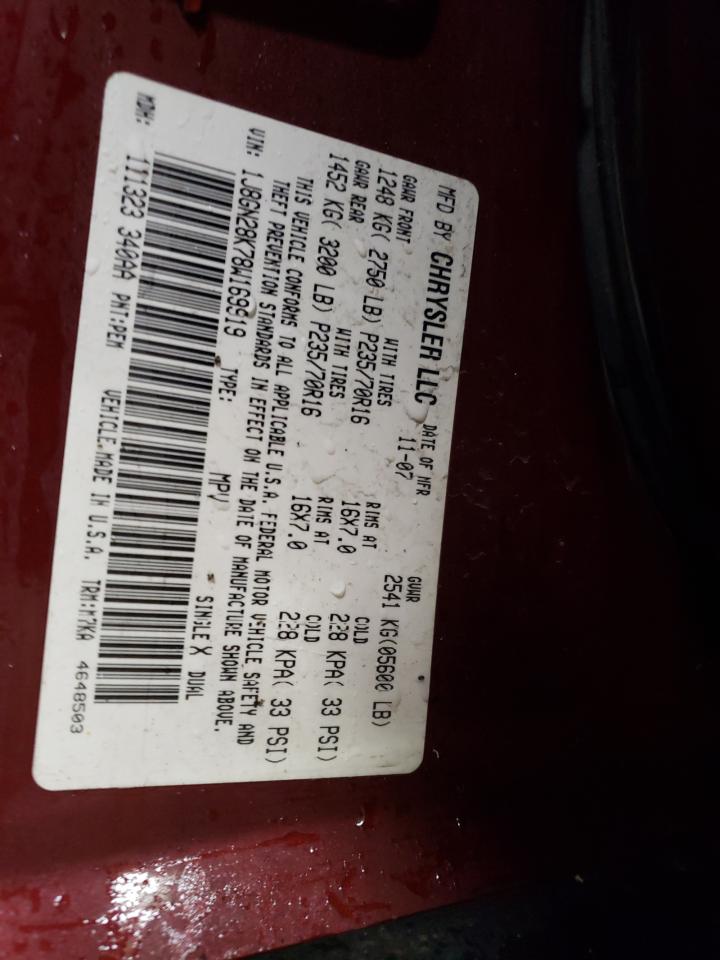 MFD BY CHRYSLER LLC DATE OF MFR 11-07 GVWR 2541 KG(05600 LB)
GAWR FRONT WITH TIRES RIMS AT COLD
1248 KG( 2750 LB) P235/70R16 16X7.0 228 KPA( 33 PSI)
GAWR REAR WITH TIRES RIMS AT COLD
1452 KG( 3200 LB) P235/70R16 16X7.0 228 KPA( 33 PSI)
THIS VEHICLE CONFORMS TO ALL APPLICABLE U.S.A. FEDERAL MOTOR VEHICLE SAFETY AND
THEFT PREVENTION STANDARDS IN EFFECT ON THE DATE OF MANUFACTURE SHOWN ABOVE.
VIN: 1J8GN28K78W169619 TYPE: MPV SINGLE X DUAL
MDH: 111323 340AA PNT:PEM VEHICLE MADE IN U.S.A. TRM:M7KA 4648503